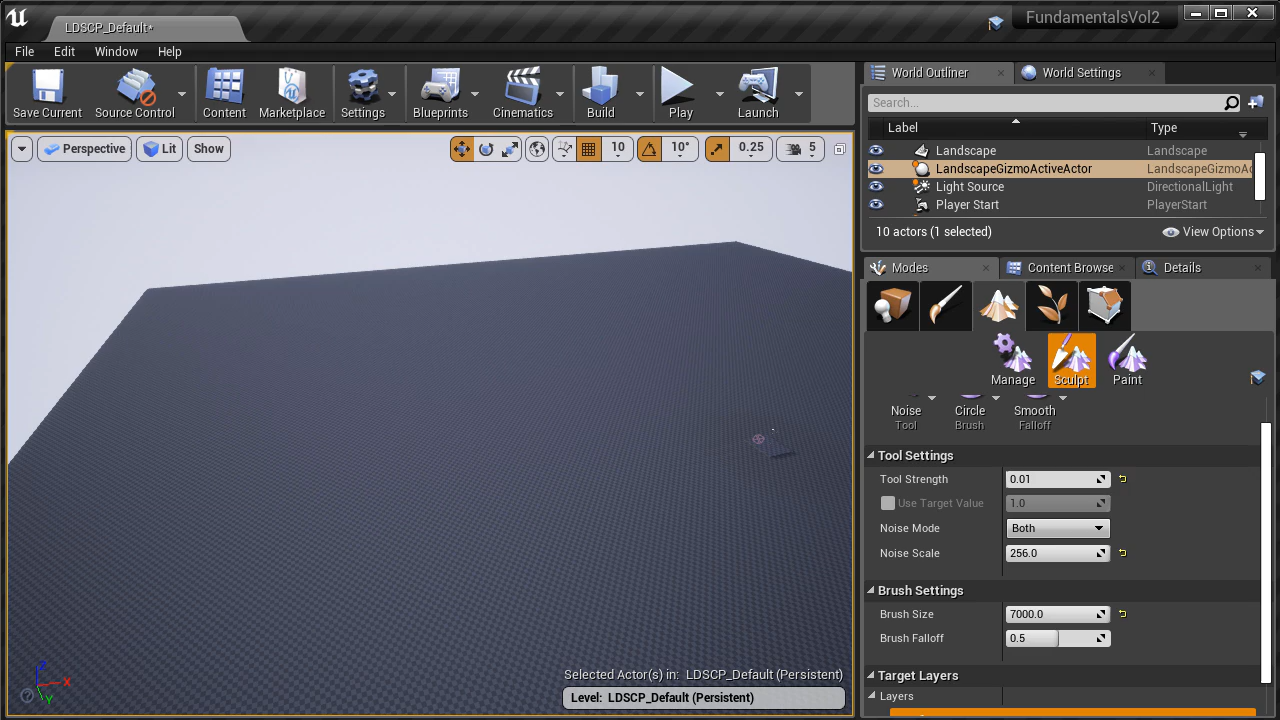 LDSCP_Default*
FundamentalsVol2
File Edit Window Help
Save Current Source Control Content Marketplace Settings Blueprints Cinematics Build Play Launch
Perspective Lit Show 10 10° 0.25 5
World Outliner World Settings
Search...
Label Type
Landscape Landscape
LandscapeGizmoActiveActor LandscapeGizmoAc
Light Source DirectionalLight
Player Start PlayerStart
10 actors (1 selected) View Options
Modes Content Browse Details
Manage Sculpt Paint
Noise Circle Smooth
Tool Brush Falloff
Tool Settings
Tool Strength 0.01
Use Target Value 1.0
Noise Mode Both
Noise Scale 256.0
Brush Settings
Brush Size 7000.0
Brush Falloff 0.5
Target Layers
Layers
Z X Y
Selected Actor(s) in: LDSCP_Default (Persistent)
Level: LDSCP_Default (Persistent)